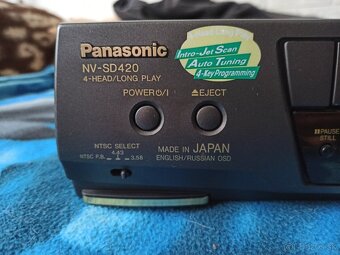 Panasonic
NV-SD420
4-HEAD/LONG PLAY
Intro-Jet Scan
Auto Tuning
4-Key Programming
POWER ⏻/I
⏏EJECT
PAUSE
STILL
NTSC SELECT
4.43
NTSC P.B.
3.58
MADE IN JAPAN
ENGLISH/RUSSIAN OSD